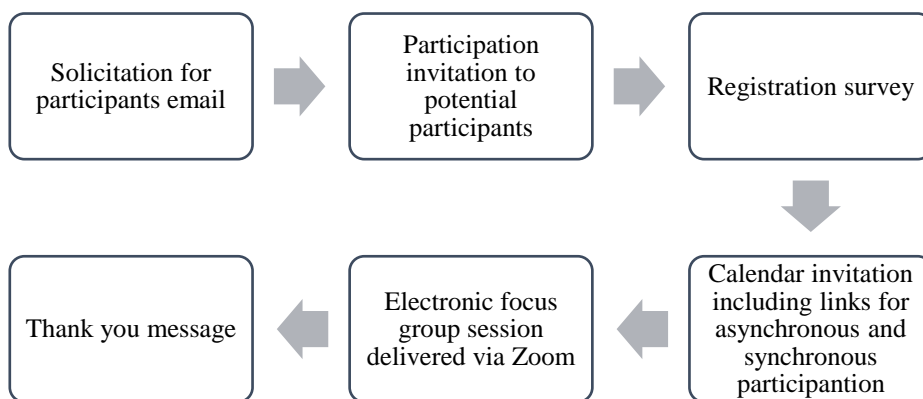 Solicitation for
participants email
Participation
invitation to
potential
participants
Registration survey
Calendar invitation
including links for
asynchronous and
synchronous
participantion
Electronic focus
group session
delivered via Zoom
Thank you message